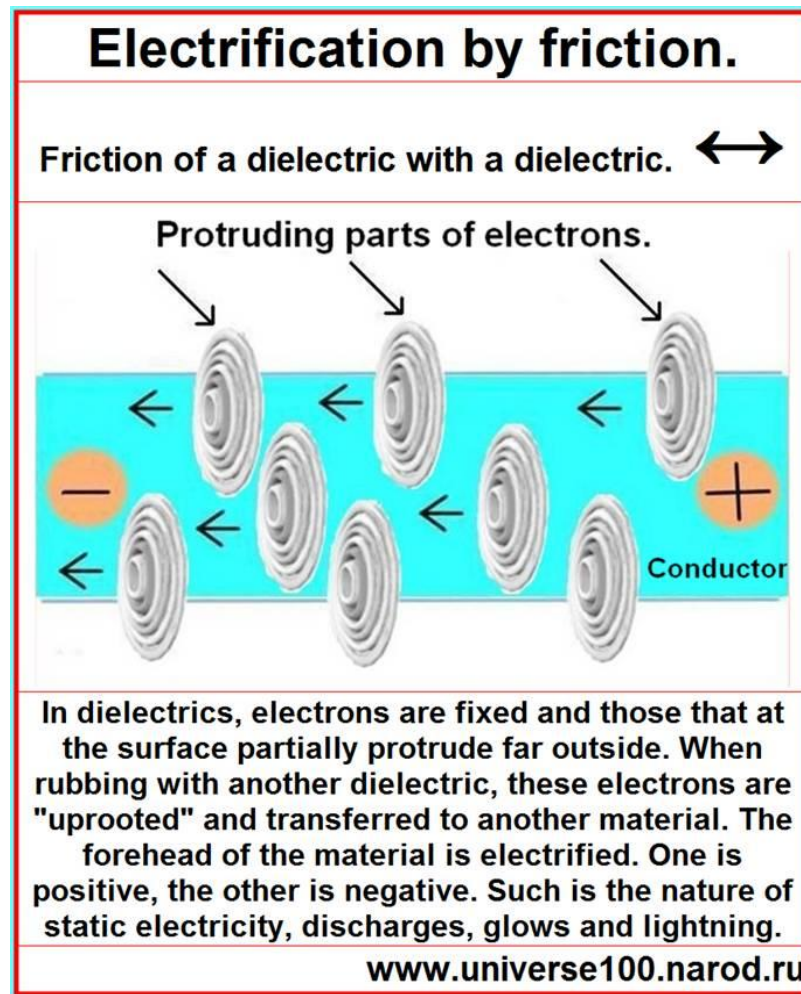 Electrification by friction.
Friction of a dielectric with a dielectric.
Protruding parts of electrons.
Conductor
In dielectrics, electrons are fixed and those that at
the surface partially protrude far outside. When
rubbing with another dielectric, these electrons are
"uprooted" and transferred to another material. The
forehead of the material is electrified. One is
positive, the other is negative. Such is the nature of
static electricity, discharges, glows and lightning.
www.universe100.narod.ru